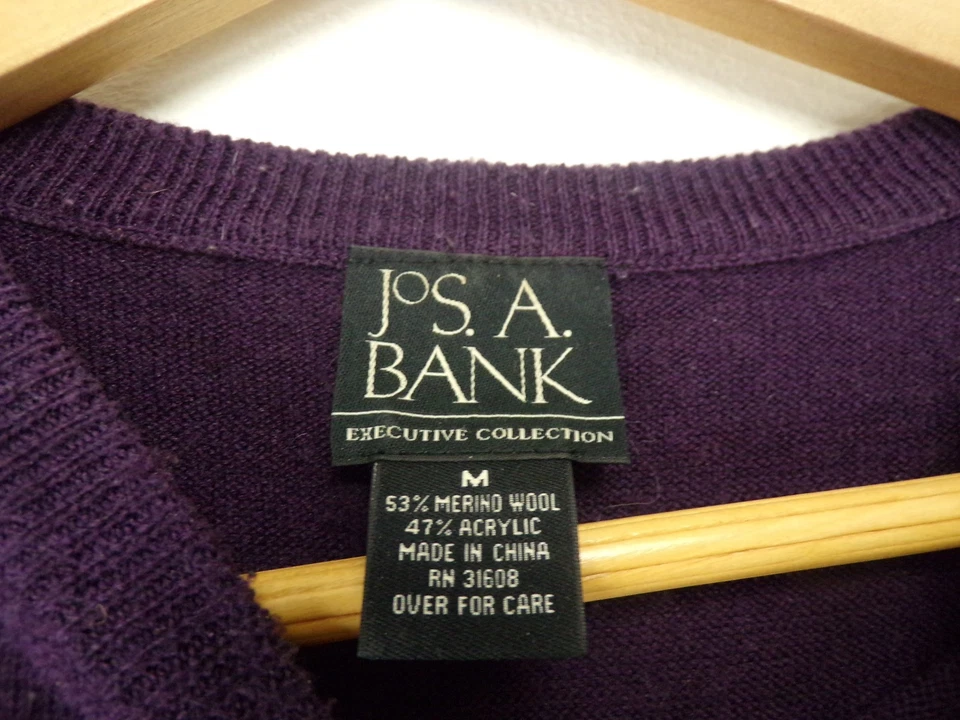 JOS. A.
BANK
EXECUTIVE COLLECTION
M
53% MERINO WOOL
47% ACRYLIC
MADE IN CHINA
RN 31608
OVER FOR CARE